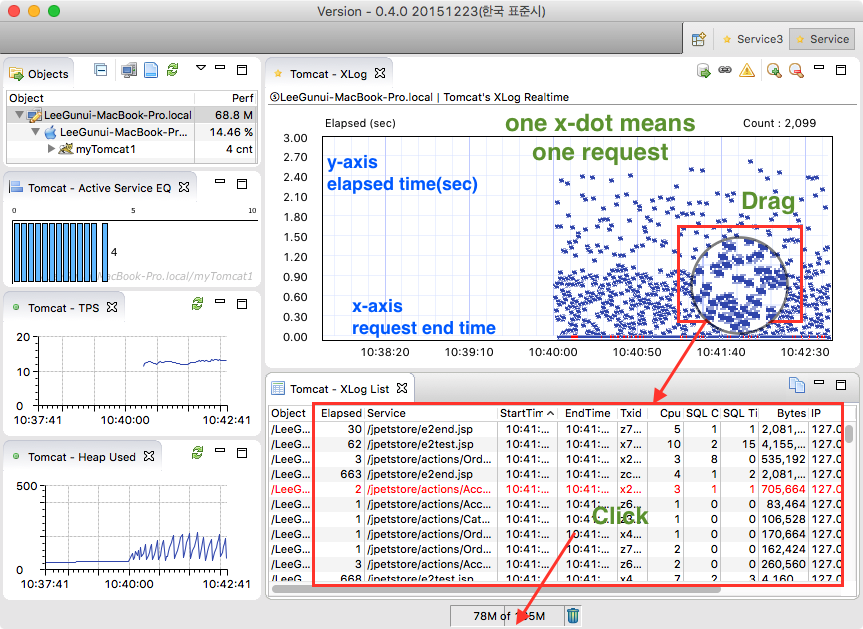 Version - 0.4.0 20151223(한국 표준시)
Service3
Service
Objects
Object Perf
LeeGunui-MacBook-Pro.local 68.8 M
LeeGunui-MacBook-Pr... 14.46 %
myTomcat1 4 cnt
Tomcat - Active Service EQ
0 5 10
4
MacBook-Pro.local/myTomcat1
Tomcat - TPS
20
10
0
10:37:41 10:40:00 10:42:41
Tomcat - Heap Used
500
0
10:37:41 10:40:00 10:42:41
Tomcat - XLog
ⓢLeeGunui-MacBook-Pro.local | Tomcat's XLog Realtime
Elapsed (sec)
one x-dot means
one request
Count : 2,099
3.00
2.70
2.40
2.10
1.80
1.50
1.20
0.90
0.60
0.30
0.00
y-axis
elapsed time(sec)
Drag
x-axis
request end time
10:38:20 10:39:10 10:40:00 10:40:50 10:41:40 10:42:30
Tomcat - XLog List
Object Elapsed Service StartTim EndTime Txid Cpu SQL C SQL Ti Bytes IP
/LeeG... 30 /jpetstore/e2end.jsp 10:41:... 10:41:... z7... 5 1 1 2,081,... 127.0
/LeeG... 62 /jpetstore/e2test.jsp 10:41:... 10:41:... x7... 10 2 15 4,155,... 127.0
/LeeG... 3 /jpetstore/actions/Ord... 10:41:... 10:41:... x2... 3 8 0 535,192 127.0
/LeeG... 663 /jpetstore/e2end.jsp 10:41:... 10:41:... zc... 4 1 2 2,081,... 127.0
/LeeG... 2 /jpetstore/actions/Acc... 10:41:... 10:41:... x2... 3 1 1 705,664 127.0
/LeeG... 1 /jpetstore/actions/Acc... 10:41:... 10:41:... z6... 1 0 0 83,464 127.0
/LeeG... 1 /jpetstore/actions/Cat... 10:41:... 10:41:... 1 0 0 106,528 127.0
/LeeG... 1 /jpetstore/actions/Ord... 10:41:... 10:41:... x4... 1 0 0 170,664 127.0
/LeeG... 1 /jpetstore/actions/Ord... 10:41:... 10:41:... z7... 2 0 0 162,424 127.0
/LeeG... 3 /jpetstore/actions/Acc... 10:41:... 10:41:... z6... 2 0 0 260,560 127.0
/LeeG... 668 /jpetstore/e2test.jsp 10:41:... 10:41:... x4... 7 2 3 4,160,... 127.0
Click
78M of